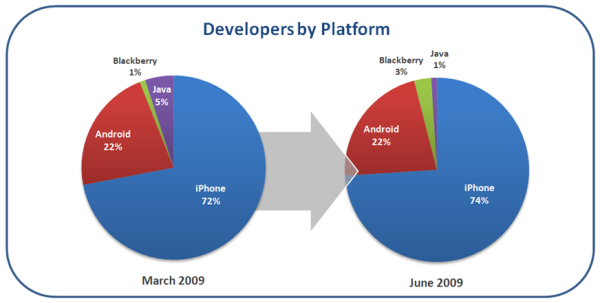 Developers by Platform
Blackberry
1%
Java
5%
Android
22%
iPhone
72%
March 2009
Blackberry
3%
Java
1%
Android
22%
iPhone
74%
June 2009